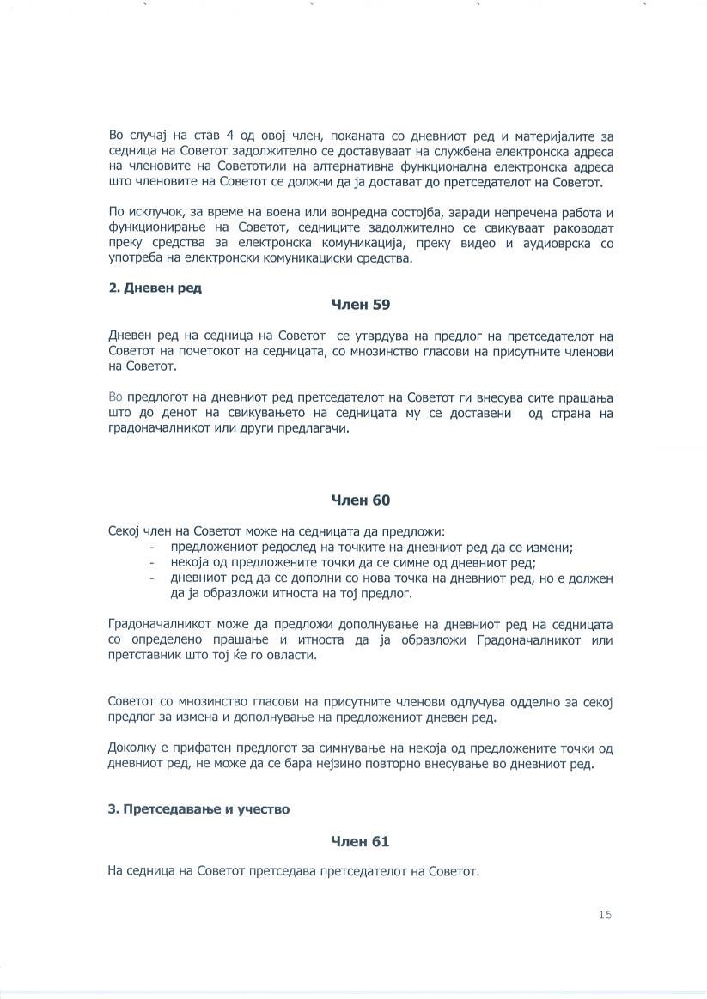 Во случај на став 4 од овој член, поканата со дневниот ред и материјалите за
седница на Советот задолжително се доставуваат на службена електронска адреса
на членовите на Советотили на алтернативна функционална електронска адреса
што членовите на Советот се должни да ја достават до претседателот на Советот.
По исклучок, за време на воена или вонредна состојба, заради непречена работа и
функционирање на Советот, седниците задолжително се свикуваат раководат
преку средства за електронска комуникација, преку видео и аудиоврска со
употреба на електронски комуникациски средства.
2. Дневен ред
Член 59
Дневен ред на седница на Советот се утврдува на предлог на претседателот на
Советот на почетокот на седницата, со мнозинство гласови на присутните членови
на Советот.
Во предлогот на дневниот ред претседателот на Советот ги внесува сите прашања
што до денот на свикувањето на седницата му се доставени од страна на
градоначалникот или други предлагачи.
Член 60
Секој член на Советот може на седницата да предложи:
- предложениот редослед на точките на дневниот ред да се измени;
- некоја од предложените точки да се симне од дневниот ред;
- дневниот ред да се дополни со нова точка на дневниот ред, но е должен
да ја образложи итноста на тој предлог.
Градоначалникот може да предложи дополнување на дневниот ред на седницата
со определено прашање и итноста да ја образложи Градоначалникот или
претставник што тој ќе го овласти.
Советот со мнозинство гласови на присутните членови одлучува одделно за секој
предлог за измена и дополнување на предложениот дневен ред.
Доколку е прифатен предлогот за симнување на некоја од предложените точки од
дневниот ред, не може да се бара нејзино повторно внесување во дневниот ред.
3. Претседавање и учество
Член 61
На седница на Советот претседава претседателот на Советот.
15